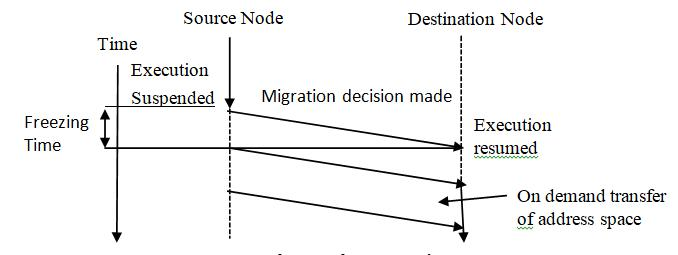 Source Node
Destination Node
Time
Execution
Suspended
Migration decision made
Freezing
Time
Execution
resumed
On demand transfer
of address space